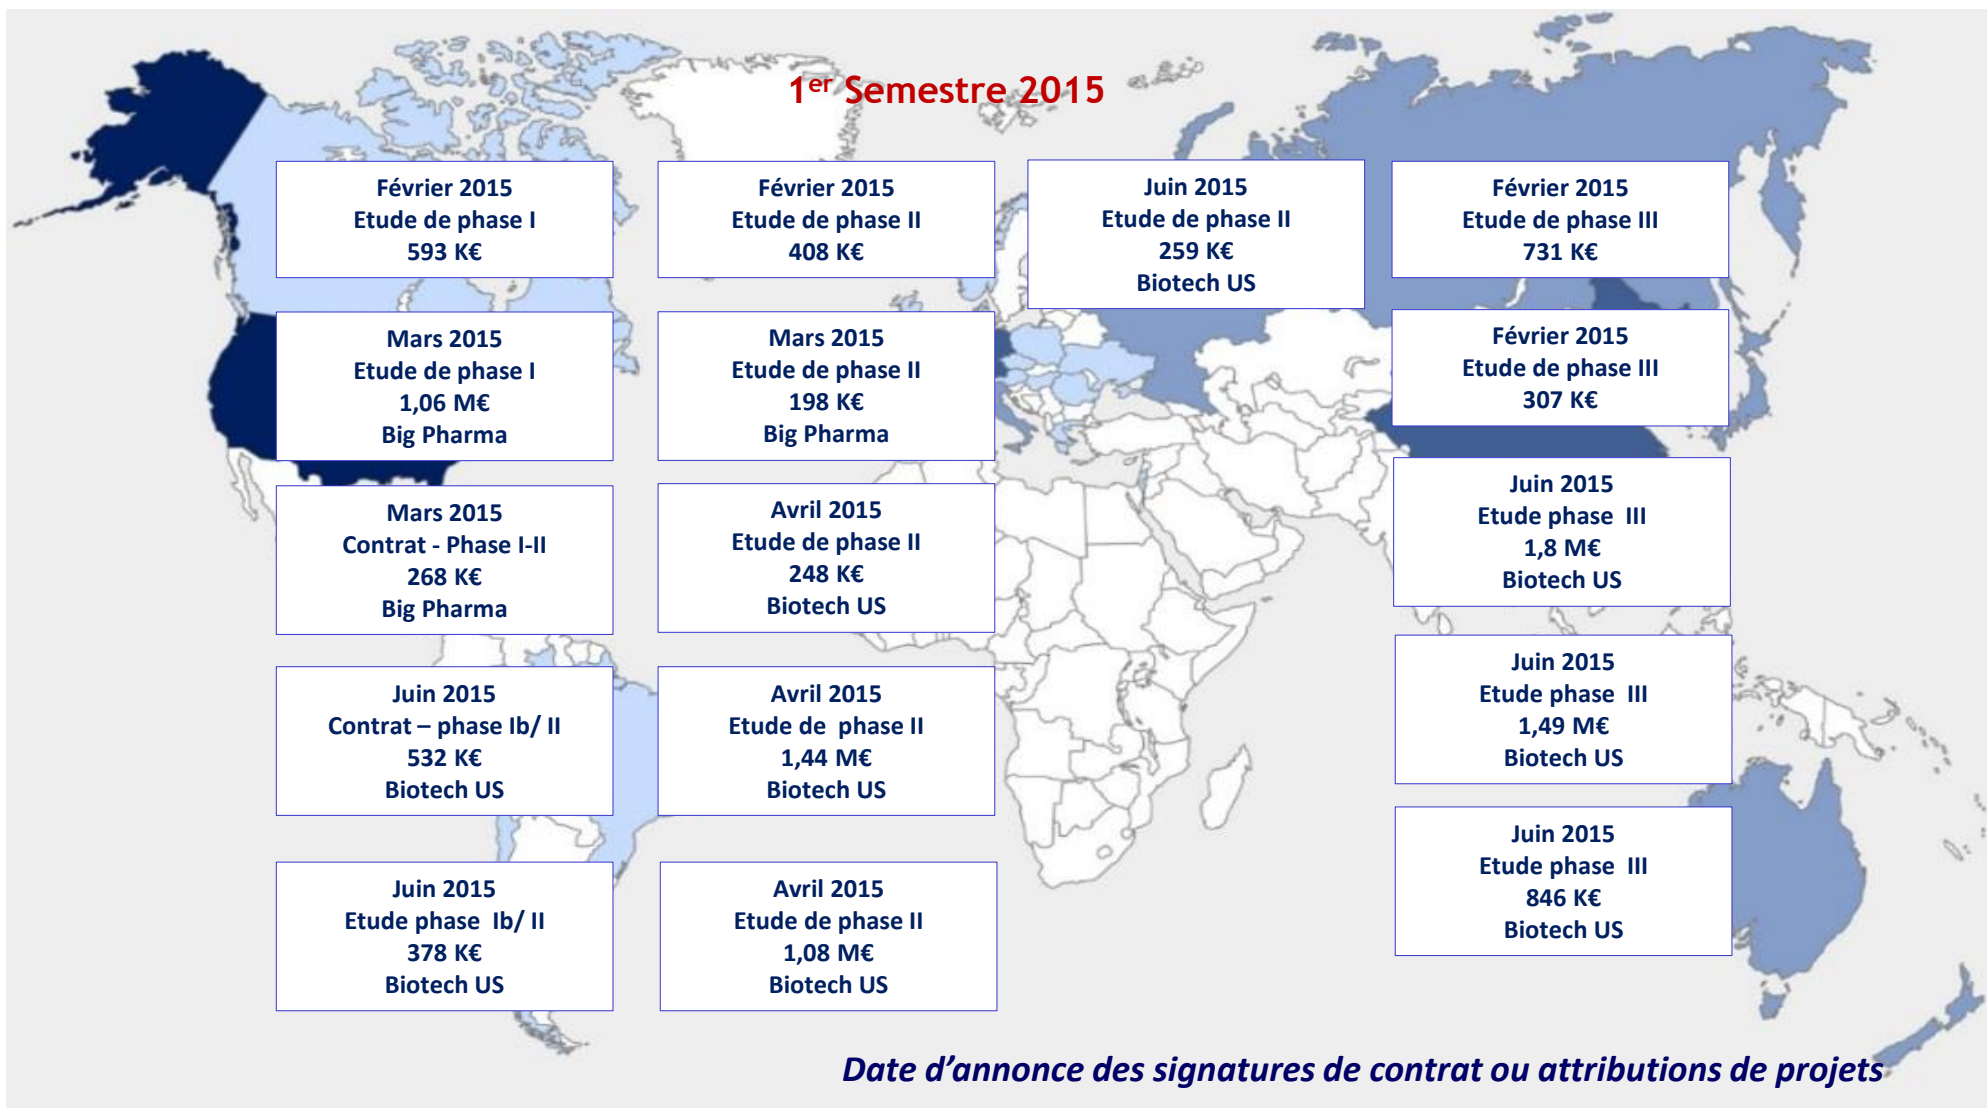 1er Semestre 2015
Février 2015
Etude de phase I
593 K€
Mars 2015
Etude de phase I
1,06 M€
Big Pharma
Mars 2015
Contrat - Phase I-II
268 K€
Big Pharma
Juin 2015
Contrat – phase Ib/ II
532 K€
Biotech US
Juin 2015
Etude phase  Ib/ II
378 K€
Biotech US
Février 2015
Etude de phase II
408 K€
Mars 2015
Etude de phase II
198 K€
Big Pharma
Avril 2015
Etude de phase II
248 K€
Biotech US
Avril 2015
Etude de  phase II
1,44 M€
Biotech US
Avril 2015
Etude de phase II
1,08 M€
Biotech US
Juin 2015
Etude de phase II
259 K€
Biotech US
Février 2015
Etude de phase III
731 K€
Février 2015
Etude de phase III
307 K€
Juin 2015
Etude phase  III
1,8 M€
Biotech US
Juin 2015
Etude phase  III
1,49 M€
Biotech US
Juin 2015
Etude phase  III
846 K€
Biotech US
Date d’annonce des signatures de contrat ou attributions de projets